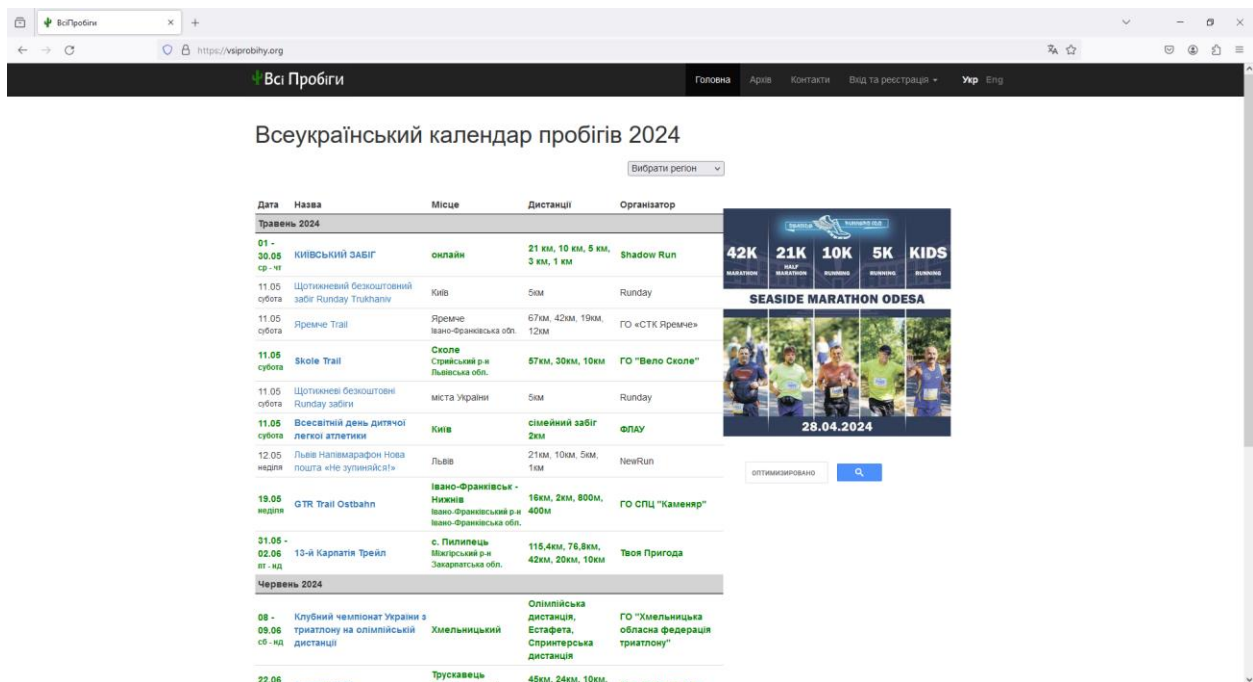 ВсіПробіги
https://vsiprobihy.org
Всі Пробіги
Головна Архів Контакти Вхід та реєстрація Укр Eng
Всеукраїнський календар пробігів 2024
Вибрати регіон
Дата Назва Місце Дистанції Організатор
Травень 2024
01 -
30.05
ср - чт
КИЇВСЬКИЙ ЗАБІГ
онлайн
21 км, 10 км, 5 км,
3 км, 1 км
Shadow Run
11.05
субота
Щотижневий безкоштовний
забіг Runday Trukhaniv
Київ
5км
Runday
11.05
субота
Яремче Trail
Яремче
Івано-Франківська обл.
67км, 42км, 19км,
12км
ГО «СТК Яремче»
11.05
субота
Skole Trail
Сколе
Стрийський р-н
Львівська обл.
57км, 30км, 10км
ГО "Вело Сколе"
11.05
субота
Щотижневі безкоштовні
Runday забіги
міста України
5км
Runday
11.05
субота
Всесвітній день дитячої
легкої атлетики
Київ
сімейний забіг
2км
ФЛАУ
12.05
неділя
Львів Напівмарафон Нова
пошта «Не зупиняйся!»
Львів
21км, 10км, 5км,
1км
NewRun
19.05
неділя
GTR Trail Ostbahn
Івано-Франківськ -
Нижнів
Івано-Франківський р-н
Івано-Франківська обл.
16км, 2км, 800м,
400м
ГО СПЦ "Каменяр"
31.05 -
02.06
пт - нд
13-й Карпатія Трейл
с. Пилипець
Міжгірський р-н
Закарпатська обл.
115,4км, 76,8км,
42км, 20км, 10км
Твоя Пригода
Червень 2024
08 -
09.06
сб - нд
Клубний чемпіонат України з
триатлону на олімпійській
дистанції
Хмельницький
Олімпійська
дистанція,
Естафета,
Спринтерська
дистанція
ГО "Хмельницька
обласна федерація
триатлону"
22.06
Трускавець
45км, 24км, 10км,
42K 21K 10K 5K KIDS
MARATHON HALF MARATHON RUNNING RUNNING RUNNING
SEASIDE MARATHON ODESA
28.04.2024
ОПТИМИЗИРОВАНО